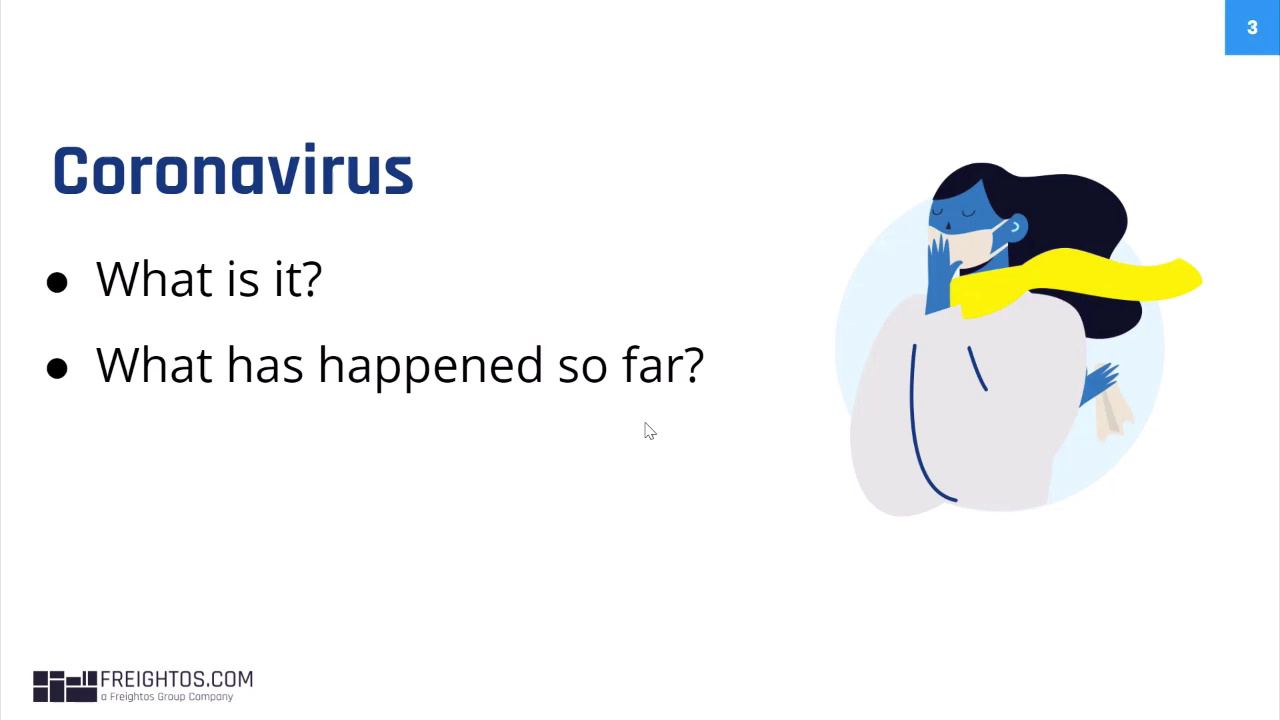 3
Coronavirus
● What is it?
● What has happened so far?
FREIGHTOS.COM
a Freightos Group Company